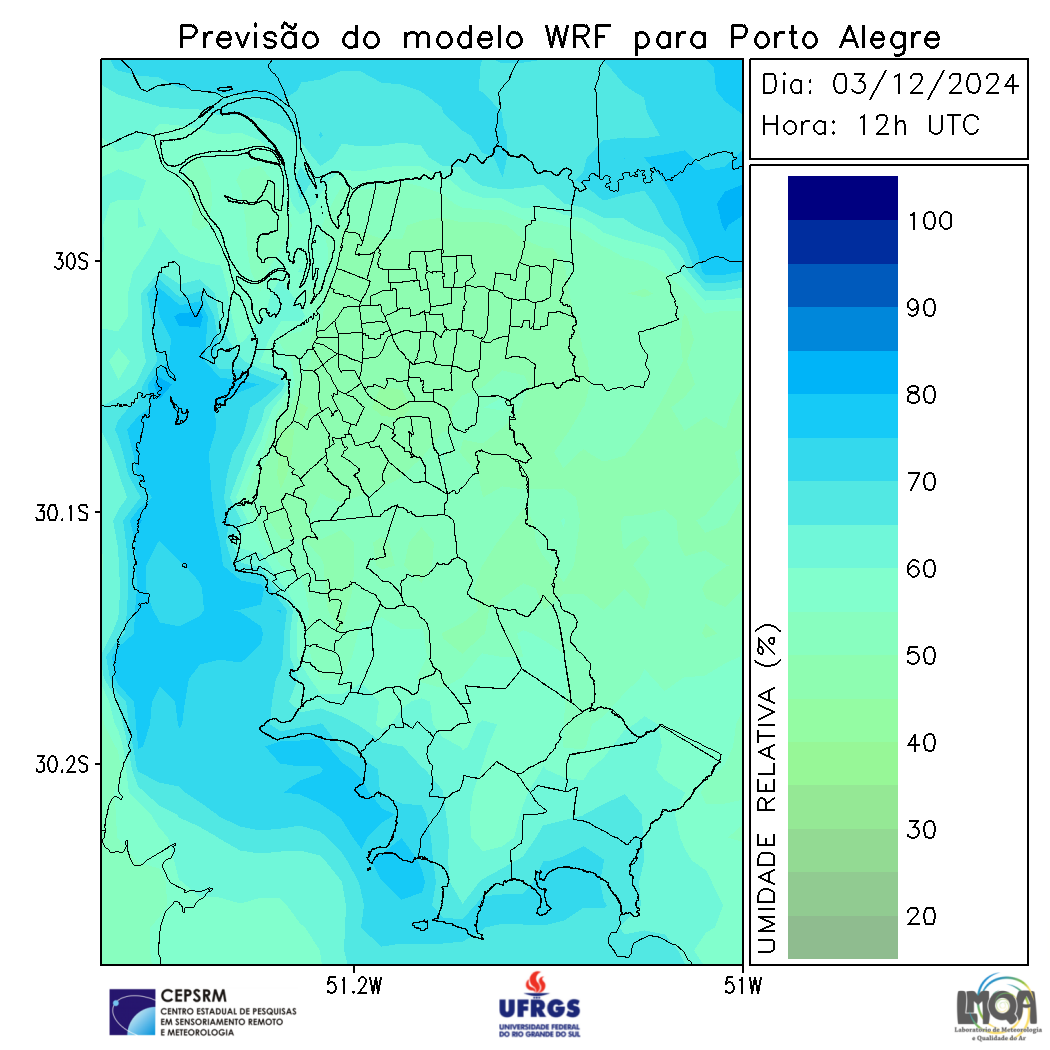 Previsão do modelo WRF para Porto Alegre
Dia: 03/12/2024
Hora: 12h UTC
30S
30.1S
30.2S
51.2W
51W
100
90
80
70
60
50
40
30
20
UMIDADE RELATIVA (%)
CEPSRM
CENTRO ESTADUAL DE PESQUISAS
EM SENSORIAMENTO REMOTO
E METEOROLOGIA
UFRGS
UNIVERSIDADE FEDERAL
DO RIO GRANDE DO SUL
LMQA
Laboratório de Meteorologia
e Qualidade do Ar